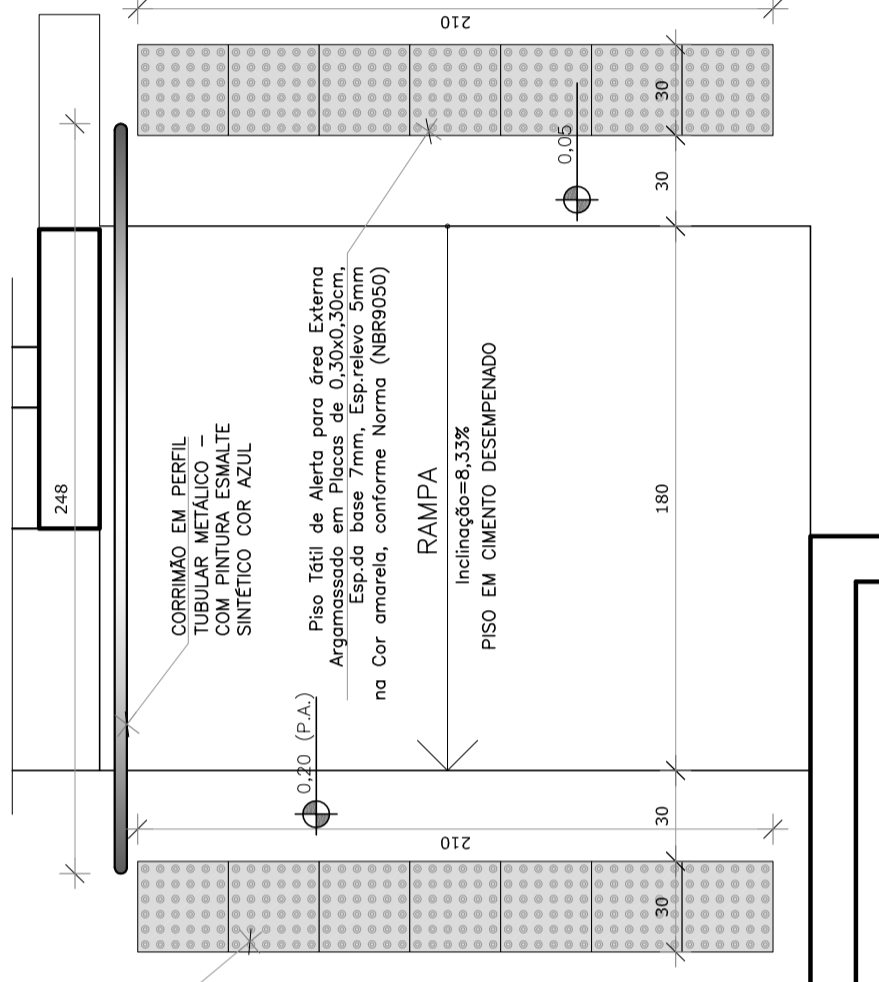 210
30
30
0,05
248
CORRIMÃO EM PERFIL
TUBULAR METÁLICO –
COM PINTURA ESMALTE
SINTÉTICO COR AZUL
Piso Tátil de Alerta para área Externa
Argamassado em Placas de 0,30x0,30cm,
Esp.da base 7mm, Esp.relevo 5mm
na Cor amarela, conforme Norma (NBR9050)
RAMPA
Inclinação=8,33%
PISO EM CIMENTO DESEMPENADO
180
0,20 (P.A.)
30
210
30